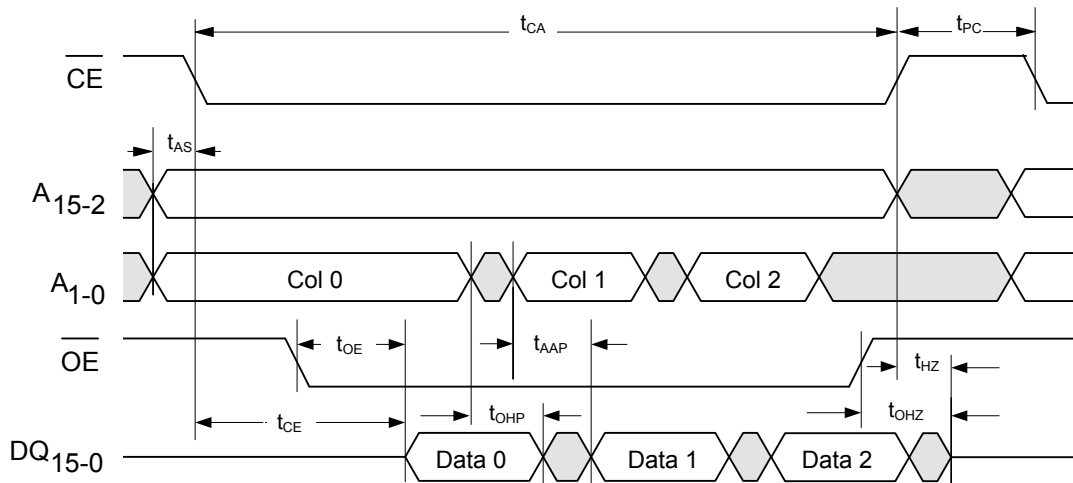 tCA
tPC
CE
tAS
A15-2
A1-0
Col 0
Col 1
Col 2
OE
tOE
tAAP
tHZ
tCE
tOHP
tOHZ
DQ15-0
Data 0
Data 1
Data 2